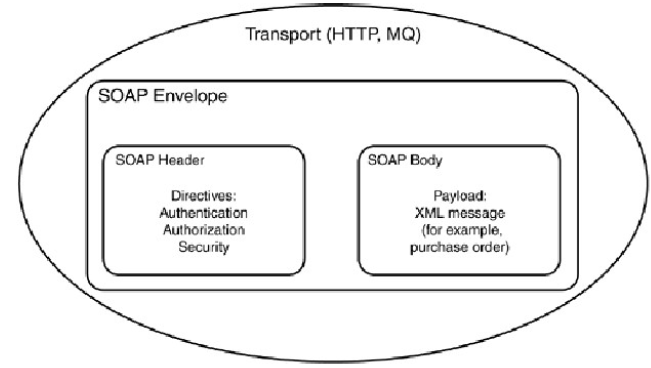 Transport (HTTP, MQ)
SOAP Envelope
SOAP Header
Directives:
Authentication
Authorization
Security
SOAP Body
Payload:
XML message
(for example,
purchase order)